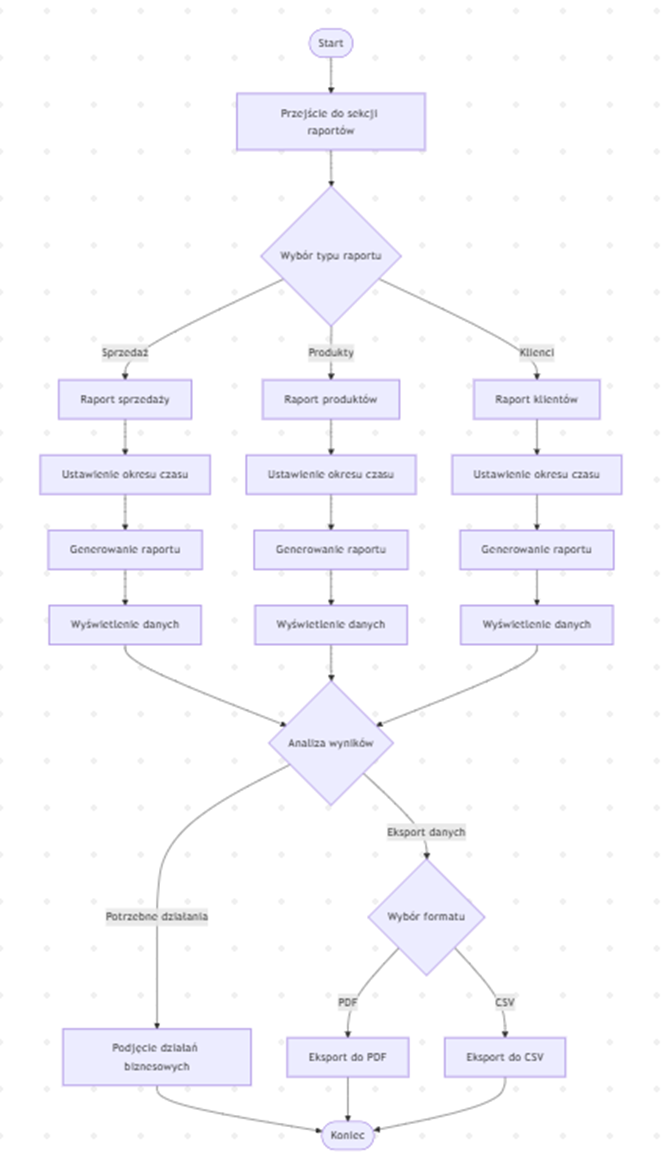 Start
Przejście do sekcji
raportów
Wybór typu raportu
Sprzedaż
Produkty
Klienci
Raport sprzedaży
Raport produktów
Raport klientów
Ustawienie okresu czasu
Ustawienie okresu czasu
Ustawienie okresu czasu
Generowanie raportu
Generowanie raportu
Generowanie raportu
Wyświetlenie danych
Wyświetlenie danych
Wyświetlenie danych
Analiza wyników
Eksport danych
Potrzebne działania
Wybór formatu
PDF
CSV
Podjęcie działań
biznesowych
Eksport do PDF
Eksport do CSV
Koniec